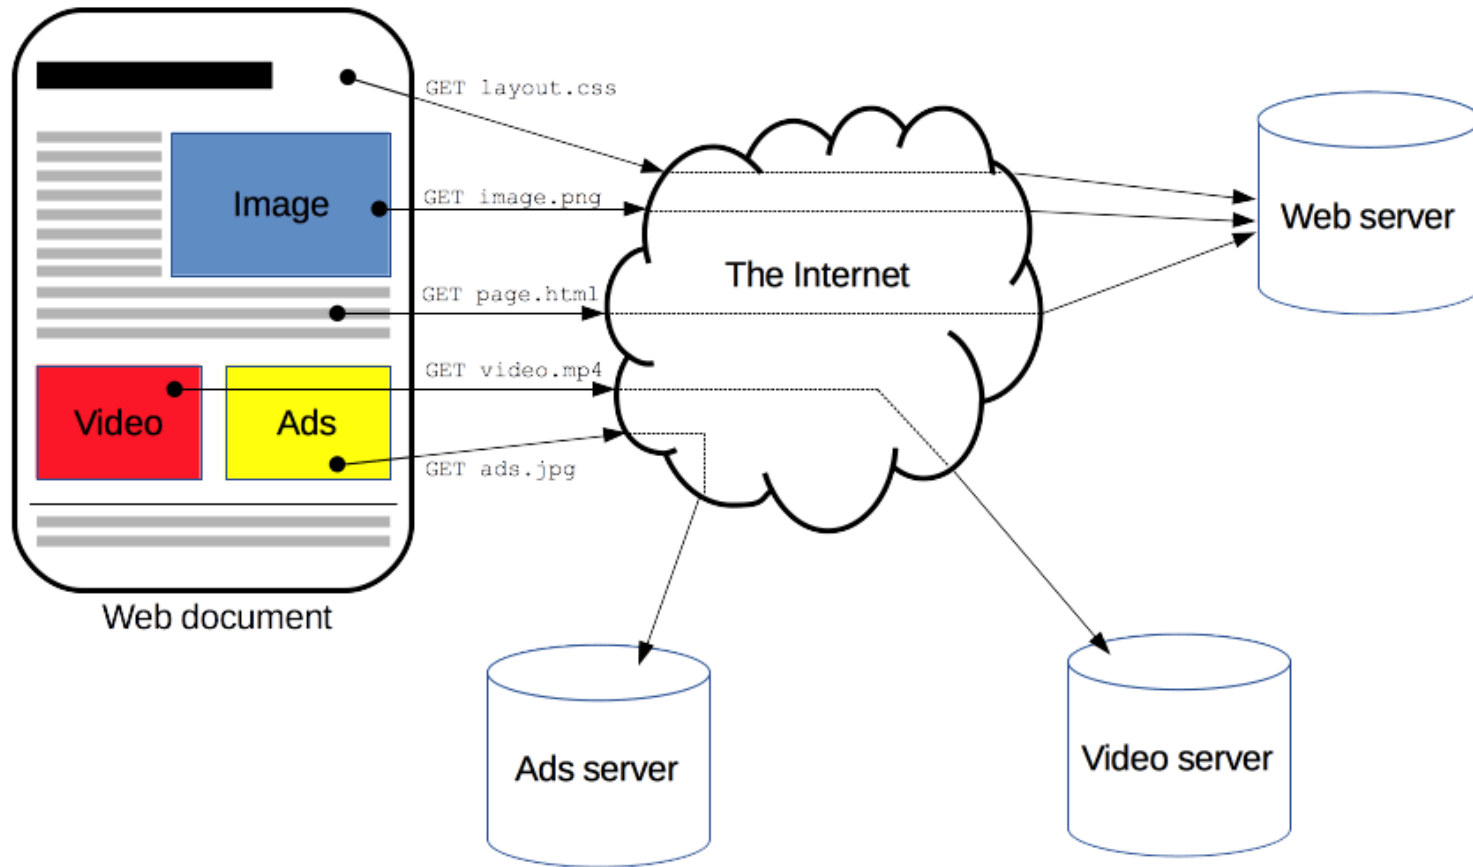 GET layout.css
Image
GET image.png
Web server
The Internet
GET page.html
GET video.mp4
Video
Ads
GET ads.jpg
Web document
Ads server
Video server